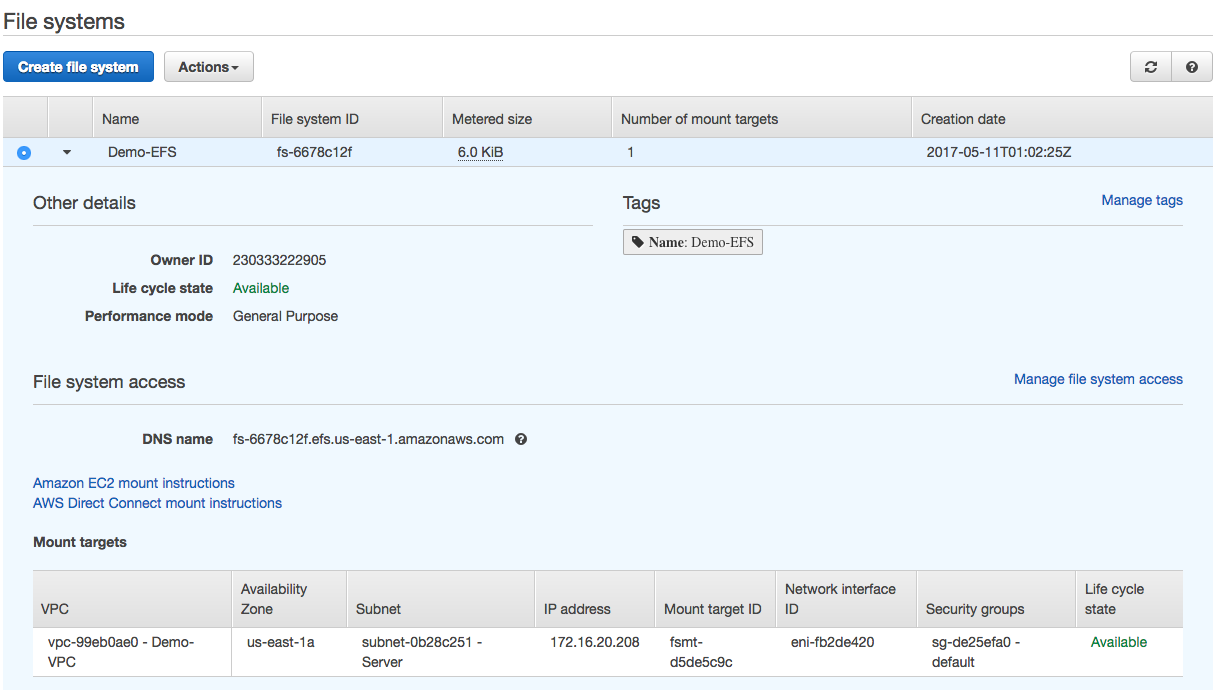 File systems
Create file system Actions
Name File system ID Metered size Number of mount targets Creation date
Demo-EFS fs-6678c12f 6.0 KiB 1 2017-05-11T01:02:25Z
Other details
Tags
Manage tags
Name: Demo-EFS
Owner ID 230333222905
Life cycle state Available
Performance mode General Purpose
File system access
Manage file system access
DNS name fs-6678c12f.efs.us-east-1.amazonaws.com ?
Amazon EC2 mount instructions
AWS Direct Connect mount instructions
Mount targets
VPC Availability Zone Subnet IP address Mount target ID Network interface ID Security groups Life cycle state
vpc-99eb0ae0 - Demo- us-east-1a subnet-0b28c251 - 172.16.20.208 fsmt- eni-fb2de420 sg-de25efa0 - Available
VPC Server d5de5c9c default